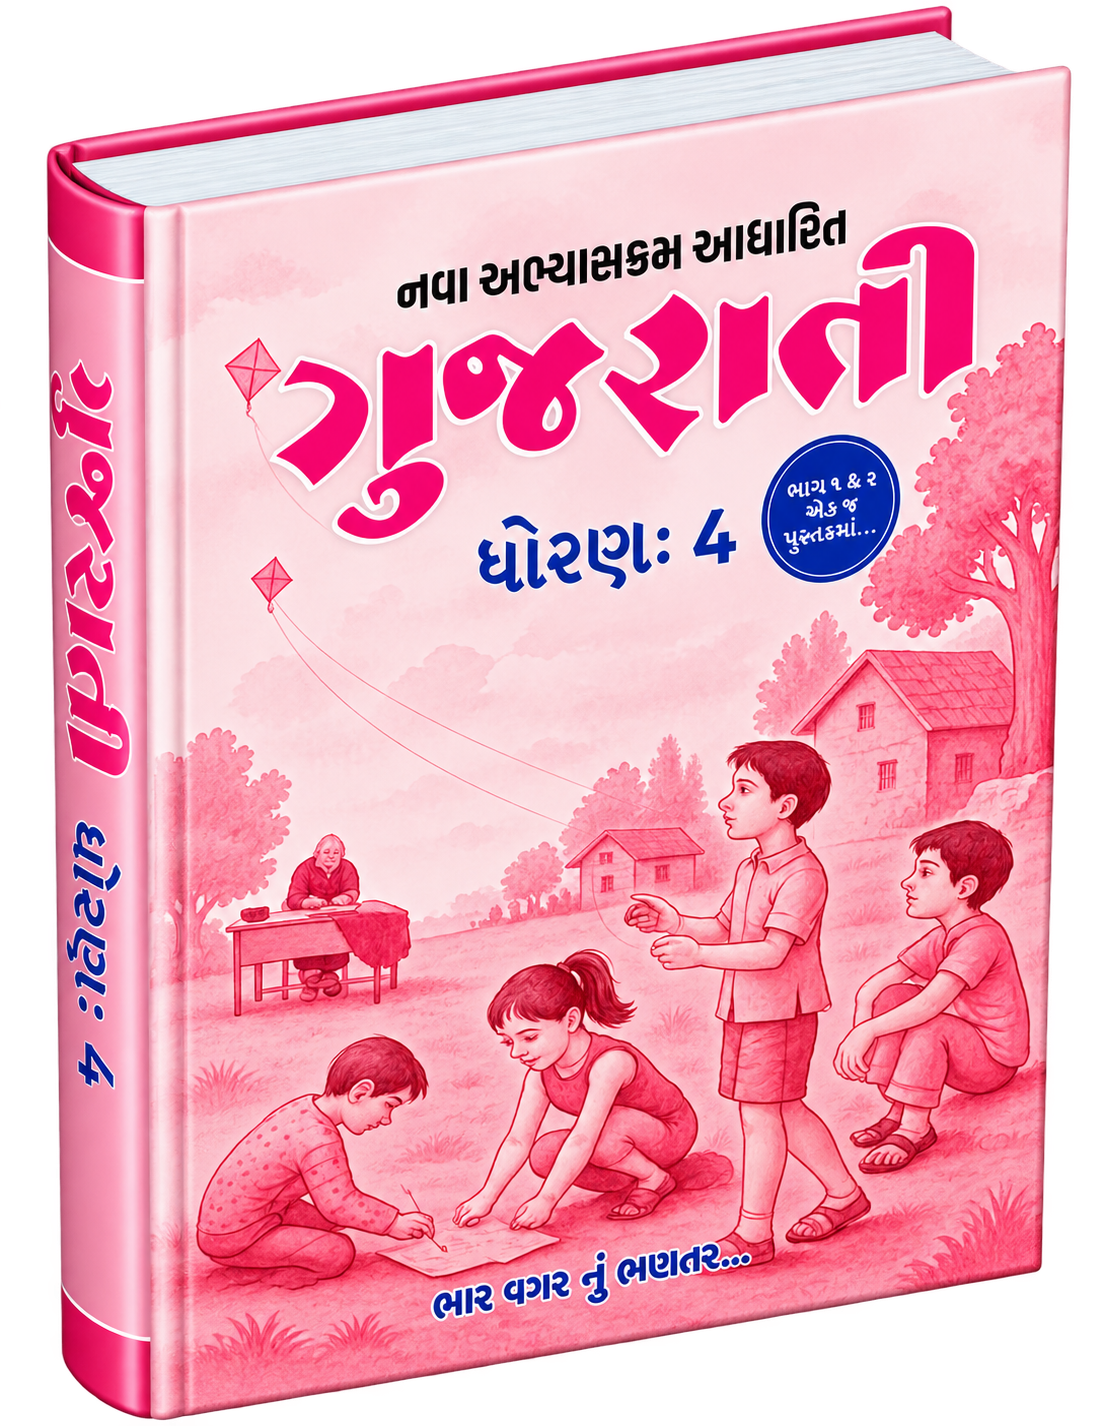 નવા અભ્યાસક્રમ આધારિત
ગુજરાતી
ધોરણઃ 4
ભાગ ૧ & ૨
એક જ
પુસ્તકમાં...
ભાર વગર નું ભણતર...
ગુજરાતી
ધોરણઃ 4